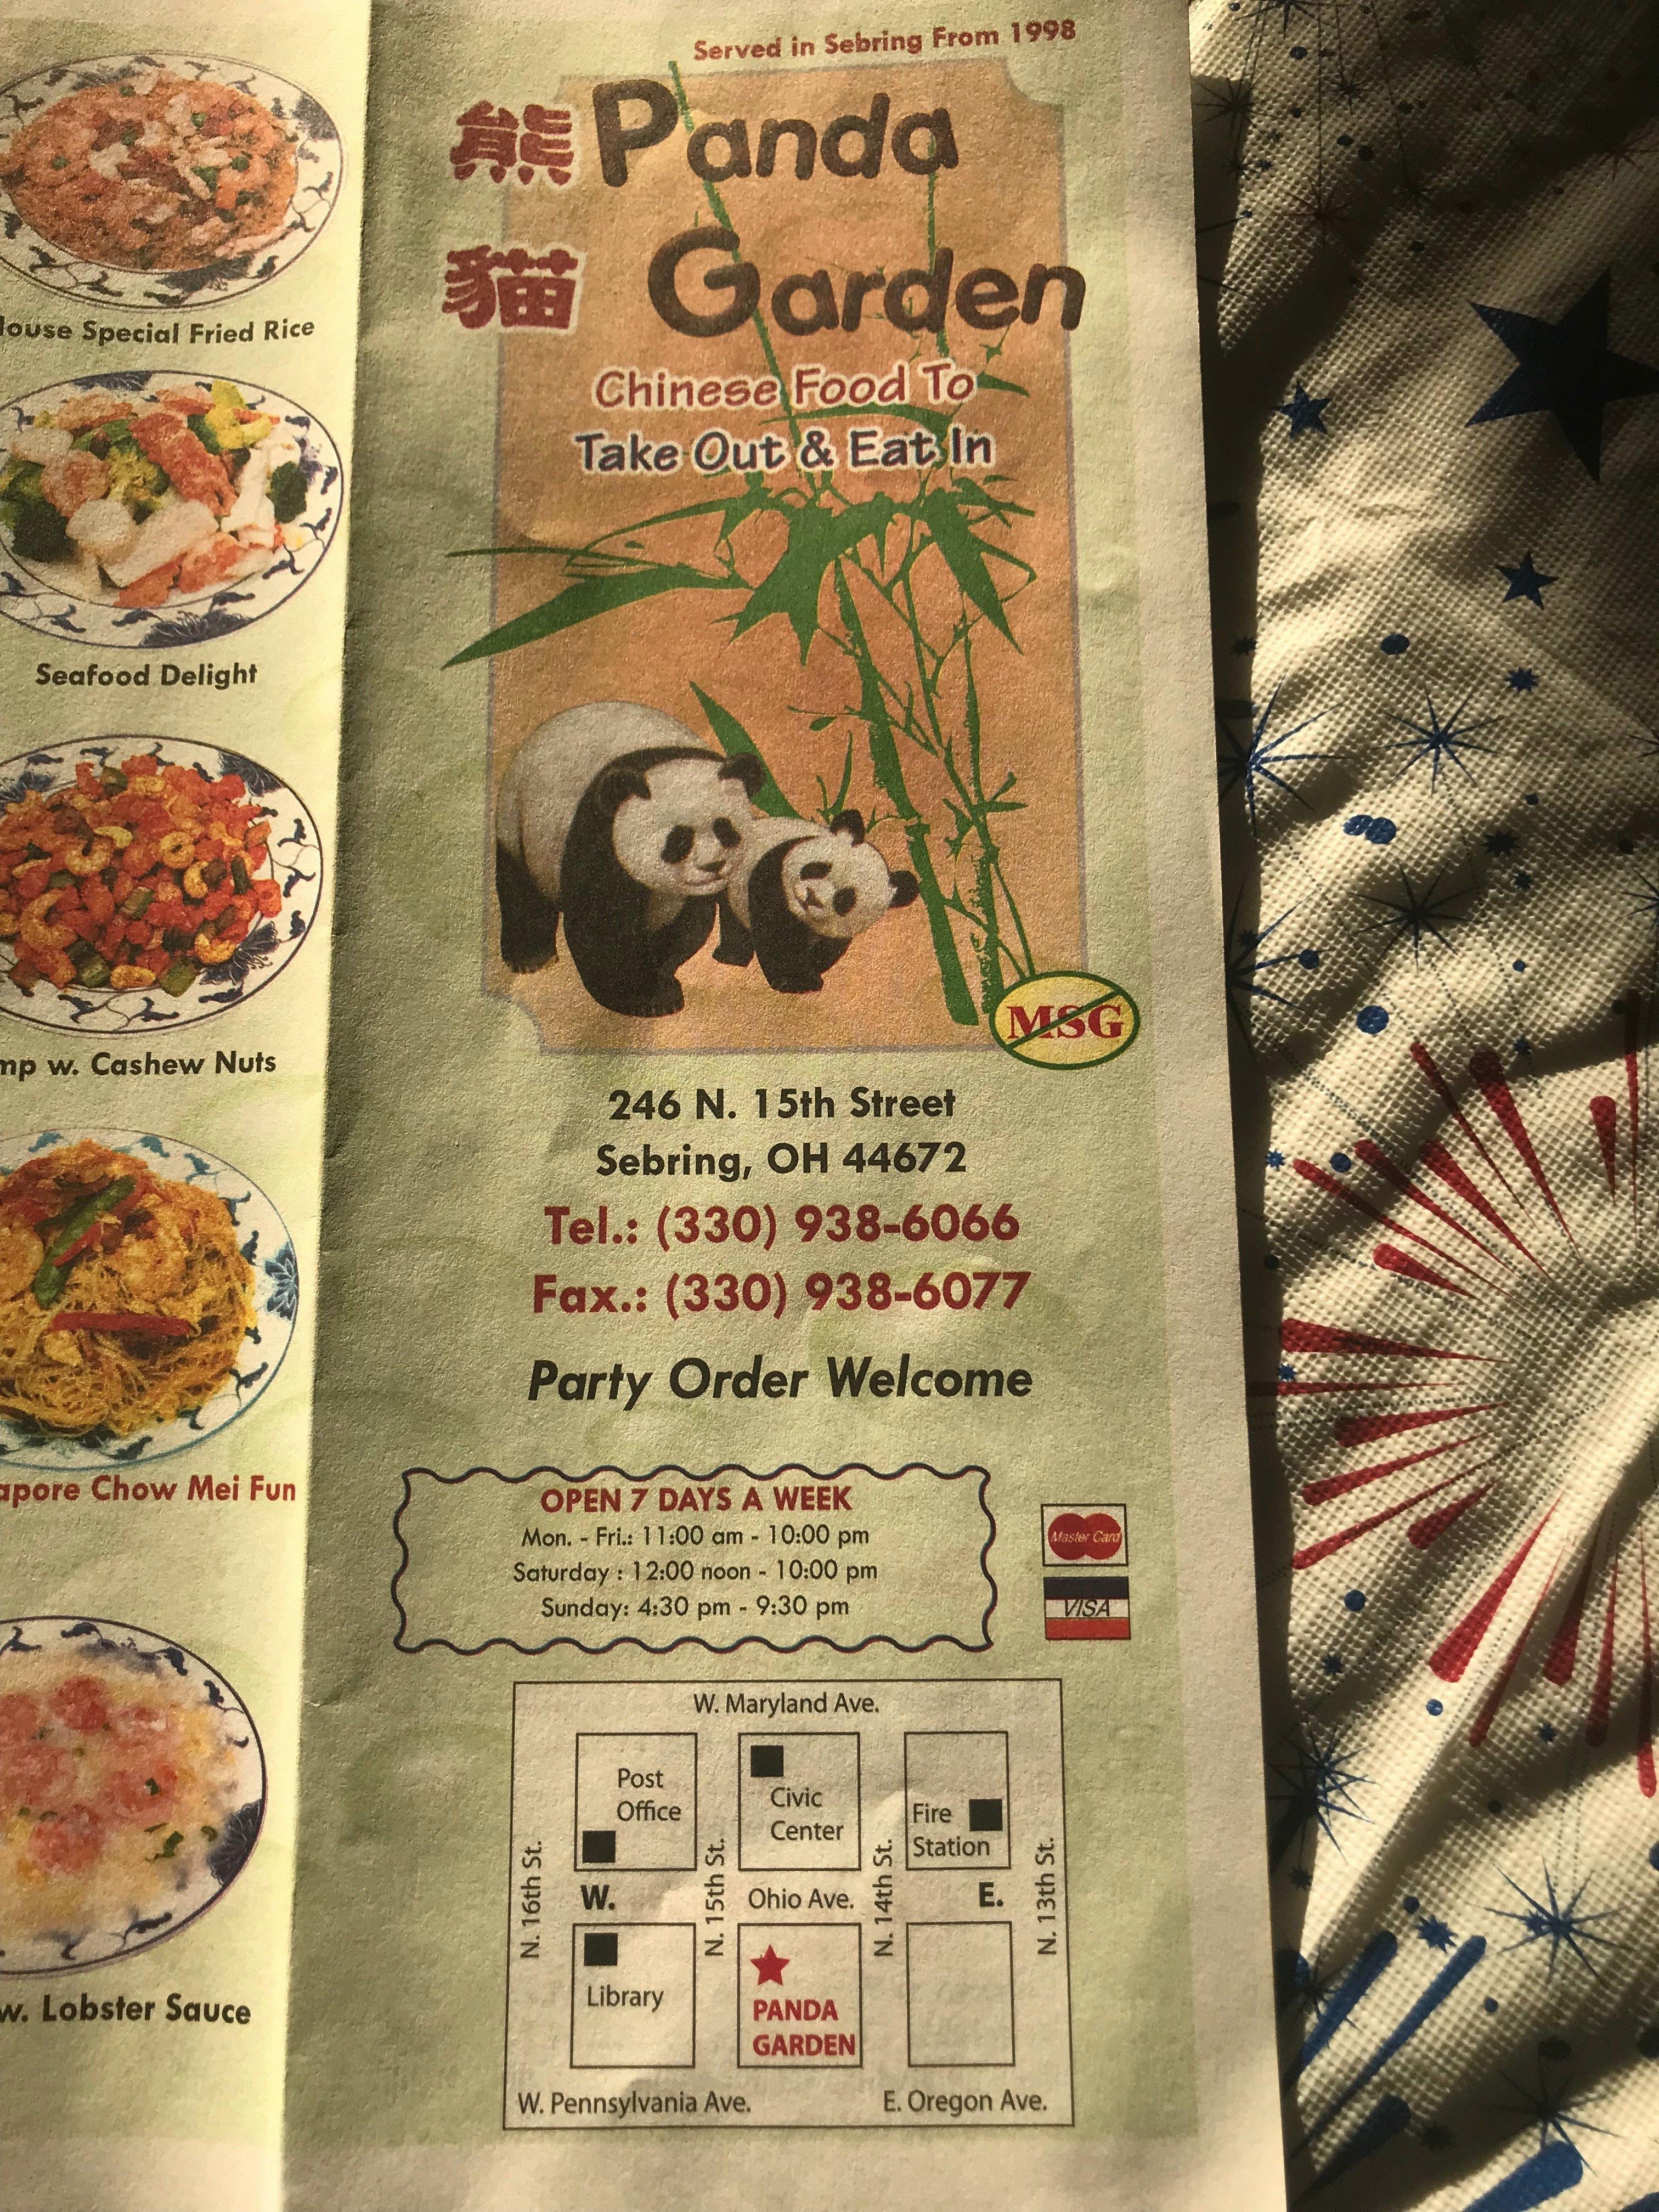 House Special Fried Rice
Seafood Delight
w. Cashew Nuts
Chow Mei Fun
w. Lobster Sauce
Served in Sebring From 1998
熊貓
Panda
Garden
Chinese Food To
Take Out & Eat In
MSG
246 N. 15th Street
Sebring, OH 44672
Tel.: (330) 938-6066
Fax.: (330) 938-6077
Party Order Welcome
OPEN 7 DAYS A WEEK
Mon. - Fri.: 11:00 am - 10:00 pm
Saturday : 12:00 noon - 10:00 pm
Sunday: 4:30 pm - 9:30 pm
Master Card
VISA
W. Maryland Ave.
Post
Office
Civic
Center
Fire
Station
N. 16th St.
W.
N. 15th St.
Ohio Ave.
N. 14th St.
E.
N. 13th St.
Library
PANDA
GARDEN
W. Pennsylvania Ave.
E. Oregon Ave.